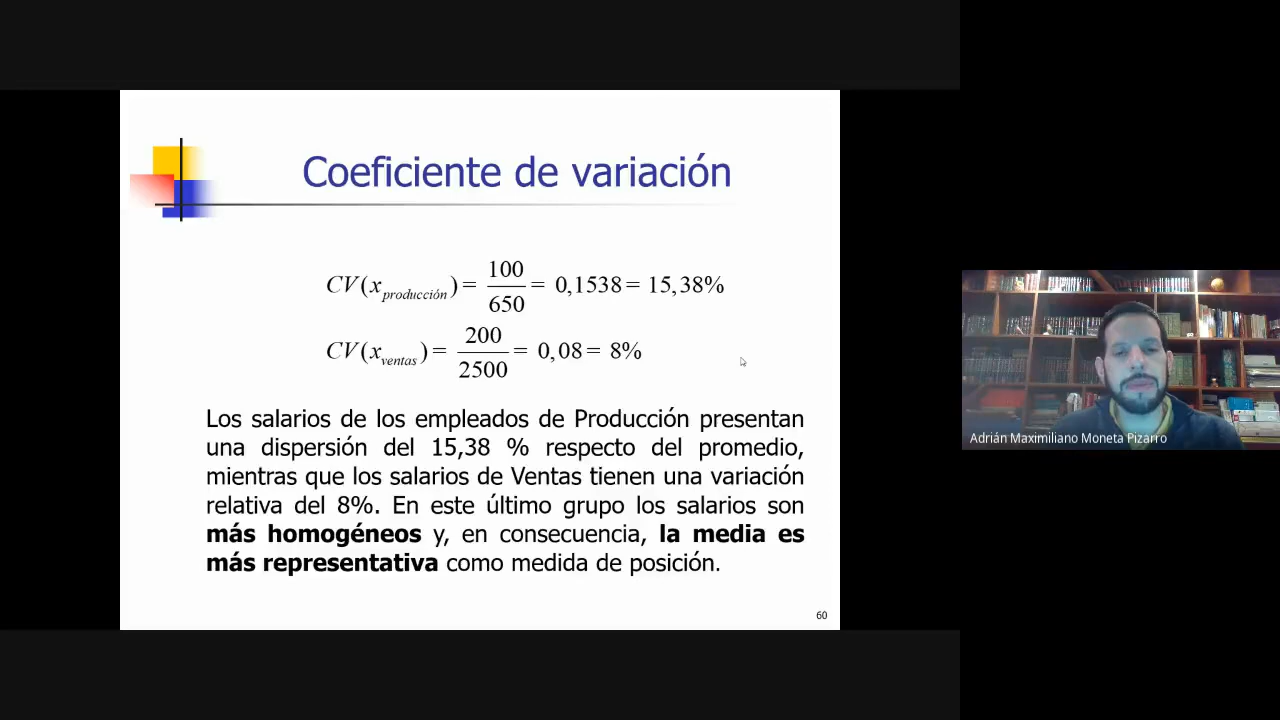 Coeficiente de variación
CV(x producción) = 100/650 = 0,1538 = 15,38%
CV(x ventas) = 200/2500 = 0,08 = 8%
Los salarios de los empleados de Producción presentan
una dispersión del 15,38 % respecto del promedio,
mientras que los salarios de Ventas tienen una variación
relativa del 8%. En este último grupo los salarios son
más homogéneos y, en consecuencia, la media es
más representativa como medida de posición.
60
Adrián Maximiliano Moneta Pizarro